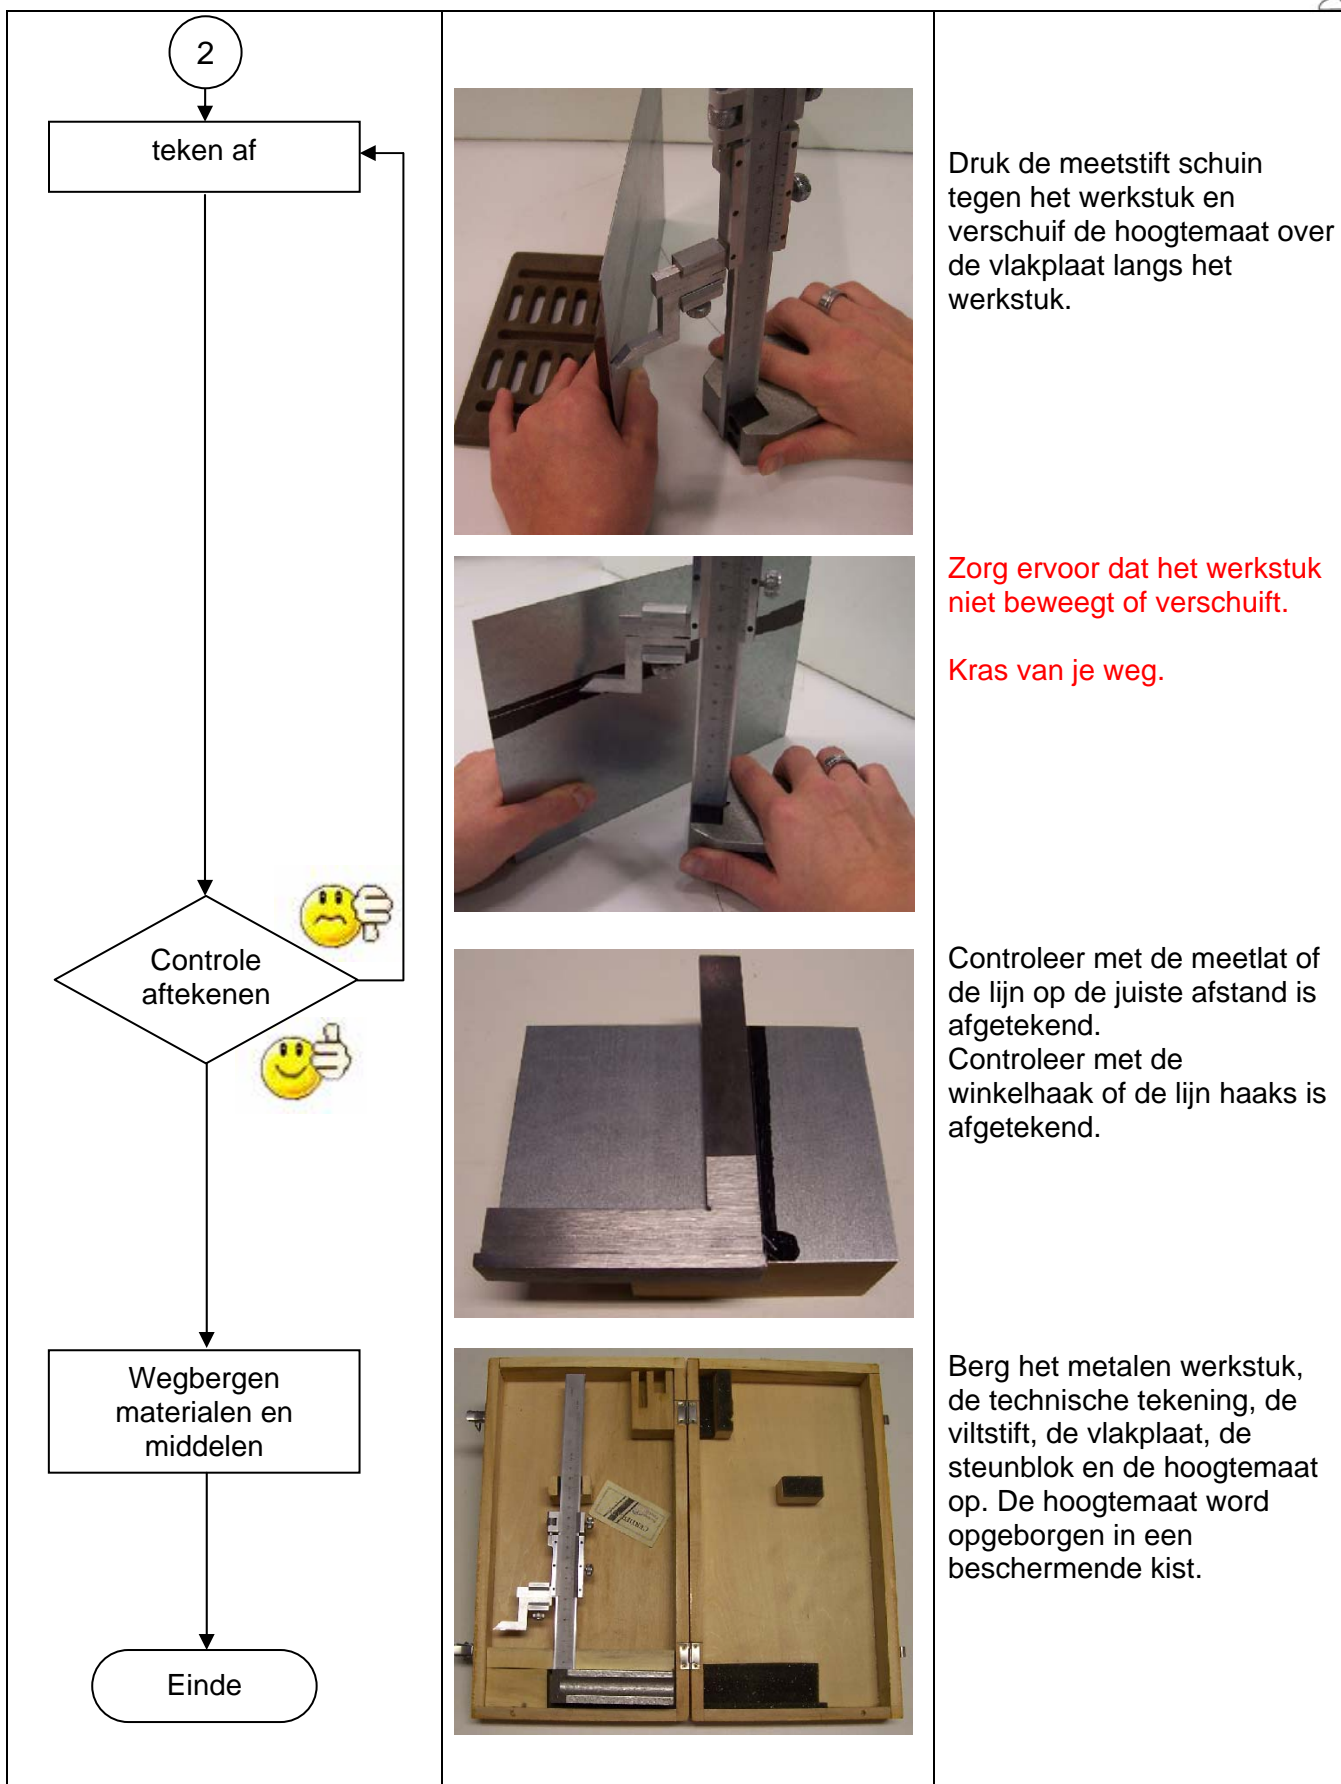 2
teken af
Druk de meetstift schuin
tegen het werkstuk en
verschuif de hoogtemaat over
de vlakplaat langs het
werkstuk.
Zorg ervoor dat het werkstuk
niet beweegt of verschuift.
Kras van je weg.
Controle
aftekenen
Controleer met de meetlat of
de lijn op de juiste afstand is
afgetekend.
Controleer met de
winkelhaak of de lijn haaks is
afgetekend.
Wegbergen
materialen en
middelen
Berg het metalen werkstuk,
de technische tekening, de
viltstift, de vlakplaat, de
steunblok en de hoogtemaat
op. De hoogtemaat word
opgeborgen in een
beschermende kist.
Einde